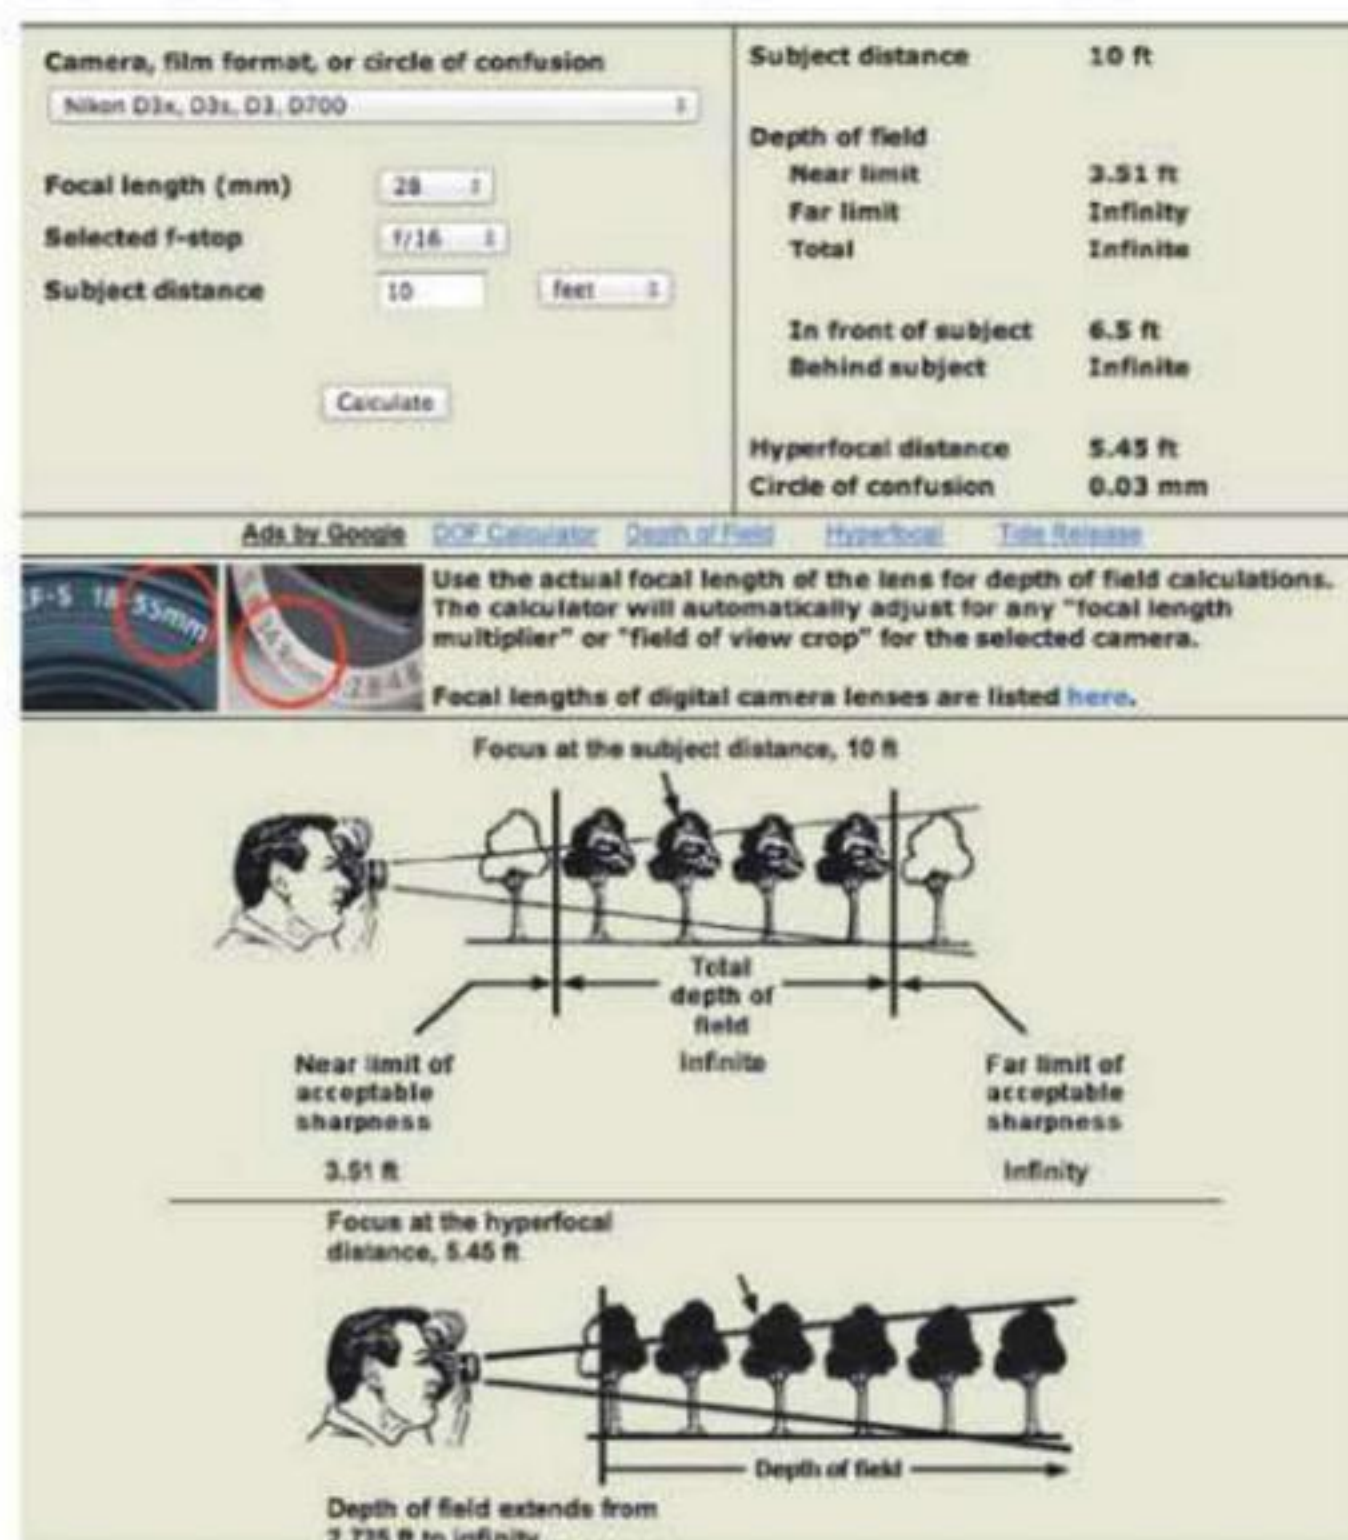 Camera, film format, or circle of confusion
Nikon D3x, D3s, D3, D700
Focal length (mm) 28
Selected f-stop f/16
Subject distance 10 feet
Calculate
Subject distance 10 ft
Depth of field
Near limit 3.51 ft
Far limit Infinity
Total Infinite
In front of subject 6.5 ft
Behind subject Infinite
Hyperfocal distance 5.45 ft
Circle of confusion 0.03 mm
Ads by Google DOF Calculator Depth of Field Hyperfocal
55mm
Use the actual focal length of the lens for depth of field calculations.
The calculator will automatically adjust for any "focal length
multiplier" or "field of view crop" for the selected camera.
Focal lengths of digital camera lenses are listed here.
Focus at the subject distance, 10 ft
Total
depth of
field
Infinite
Near limit of
acceptable
sharpness
3.51 ft
Far limit of
acceptable
sharpness
Infinity
Focus at the hyperfocal
distance, 5.45 ft
Depth of field
Depth of field extends from
2.725 ft to infinity